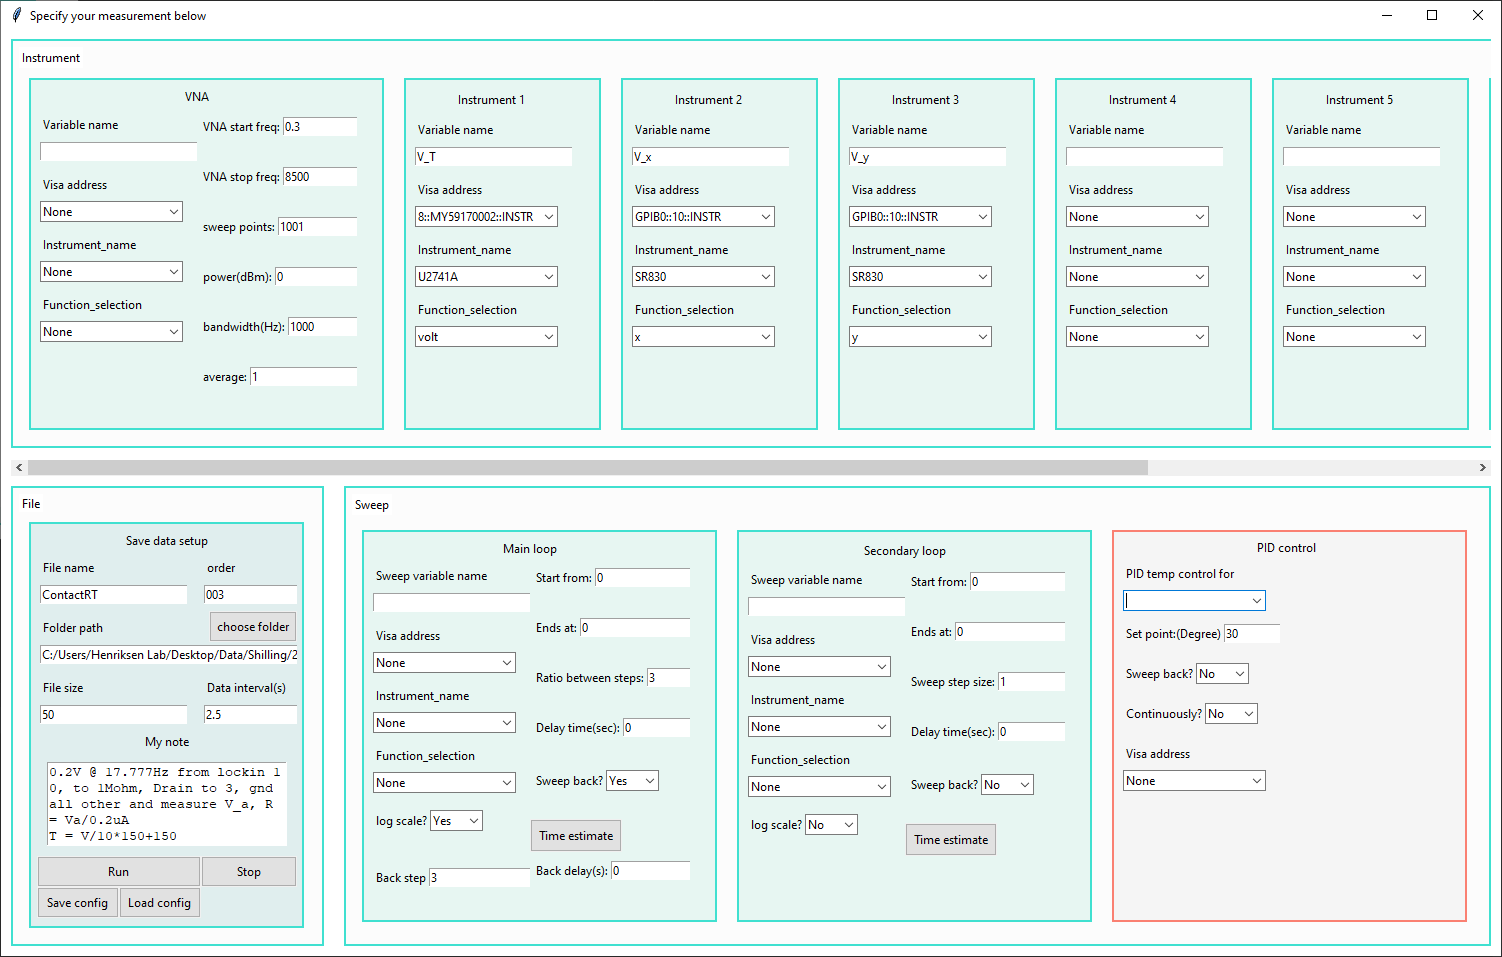 Specify your measurement below
Instrument
VNA
Variable name
VNA start freq: 0.3
VNA stop freq: 8500
Visa address
None
sweep points: 1001
Instrument_name
None
power(dBm): 0
Function_selection
None
bandwidth(Hz): 1000
average: 1
Instrument 1
Variable name
V_T
Visa address
8::MY59170002::INSTR
Instrument_name
U2741A
Function_selection
volt
Instrument 2
Variable name
V_x
Visa address
GPIB0::10::INSTR
Instrument_name
SR830
Function_selection
x
Instrument 3
Variable name
V_y
Visa address
GPIB0::10::INSTR
Instrument_name
SR830
Function_selection
y
Instrument 4
Variable name
Visa address
None
Instrument_name
None
Function_selection
None
Instrument 5
Variable name
Visa address
None
Instrument_name
None
Function_selection
None
File
Save data setup
File name order
ContactRT 003
Folder path choose folder
C:/Users/Henriksen Lab/Desktop/Data/Shilling/2
File size Data interval(s)
50 2.5
My note
0.2V @ 17.777Hz from lockin 1
0, to 1Mohm, Drain to 3, gnd
all other and measure V_a, R
= Va/0.2uA
T = V/10*150+150
Run Stop
Save config Load config
Sweep
Main loop
Sweep variable name
Start from: 0
Ends at: 0
Visa address
None
Ratio between steps: 3
Instrument_name
None
Delay time(sec): 0
Function_selection
None
Sweep back? Yes
log scale? Yes
Time estimate
Back step 3
Back delay(s): 0
Secondary loop
Sweep variable name
Start from: 0
Ends at: 0
Visa address
None
Sweep step size: 1
Instrument_name
None
Delay time(sec): 0
Function_selection
None
Sweep back? No
log scale? No
Time estimate
PID control
PID temp control for
Set point:(Degree) 30
Sweep back? No
Continuously? No
Visa address
None